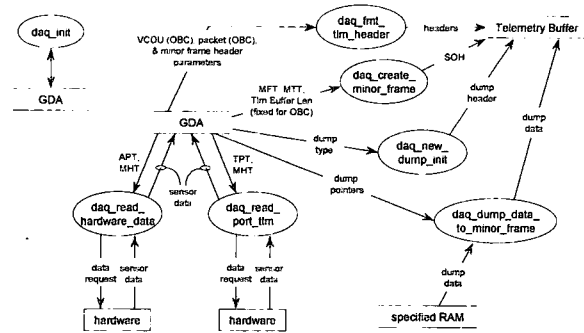 daq_init
GDA
VCOU (OBC), packet (OBC),
& minor frame header
parameters
daq_fmt_
tlm_header
headers
Telemetry Buffer
SOH
MFT, MTT,
Tlm Buffer Len
(fixed for OBC)
daq_create_
minor_frame
dump
header
dump
data
GDA
dump
type
daq_new_
dump_init
APT,
MHT
TPT,
MHT
sensor
data
dump
pointers
daq_read_
hardware_data
daq_read_
port_tlm
daq_dump_data_
to_minor_frame
data
request
sensor
data
data
request
sensor
data
dump
data
hardware
hardware
specified RAM